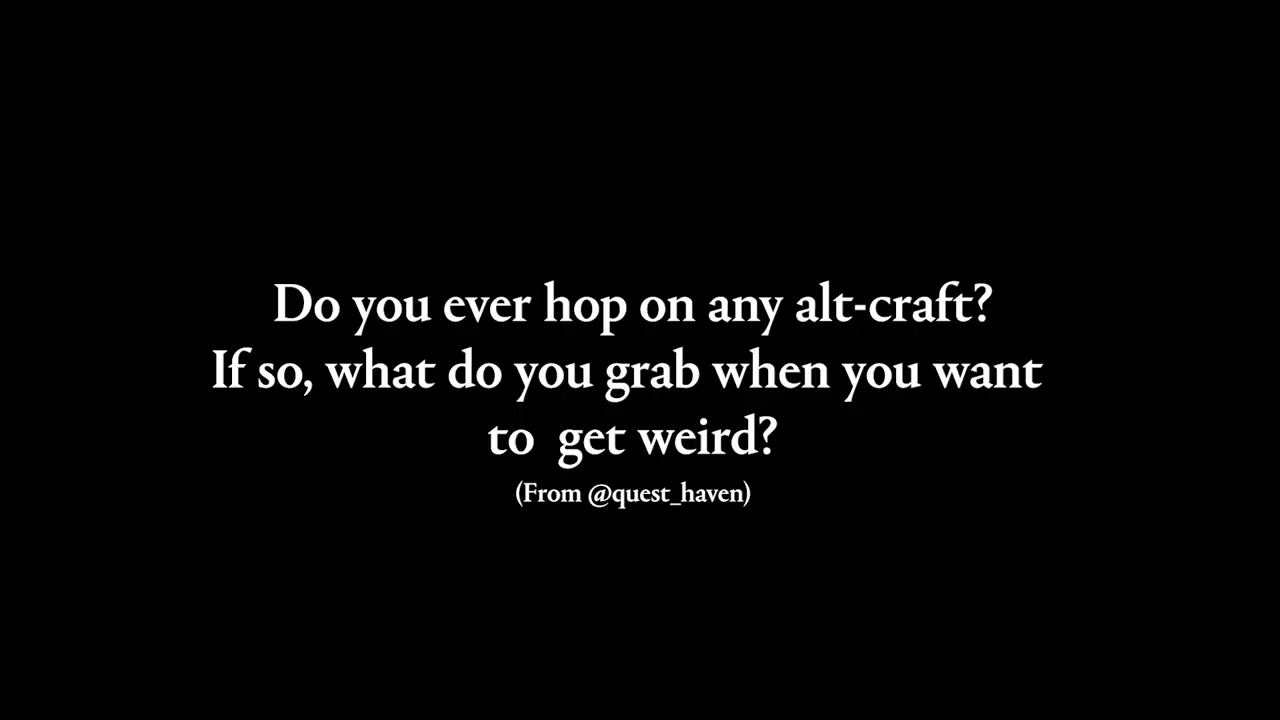 Do you ever hop on any alt-craft?
If so, what do you grab when you want
to  get weird?
(From @quest_haven)